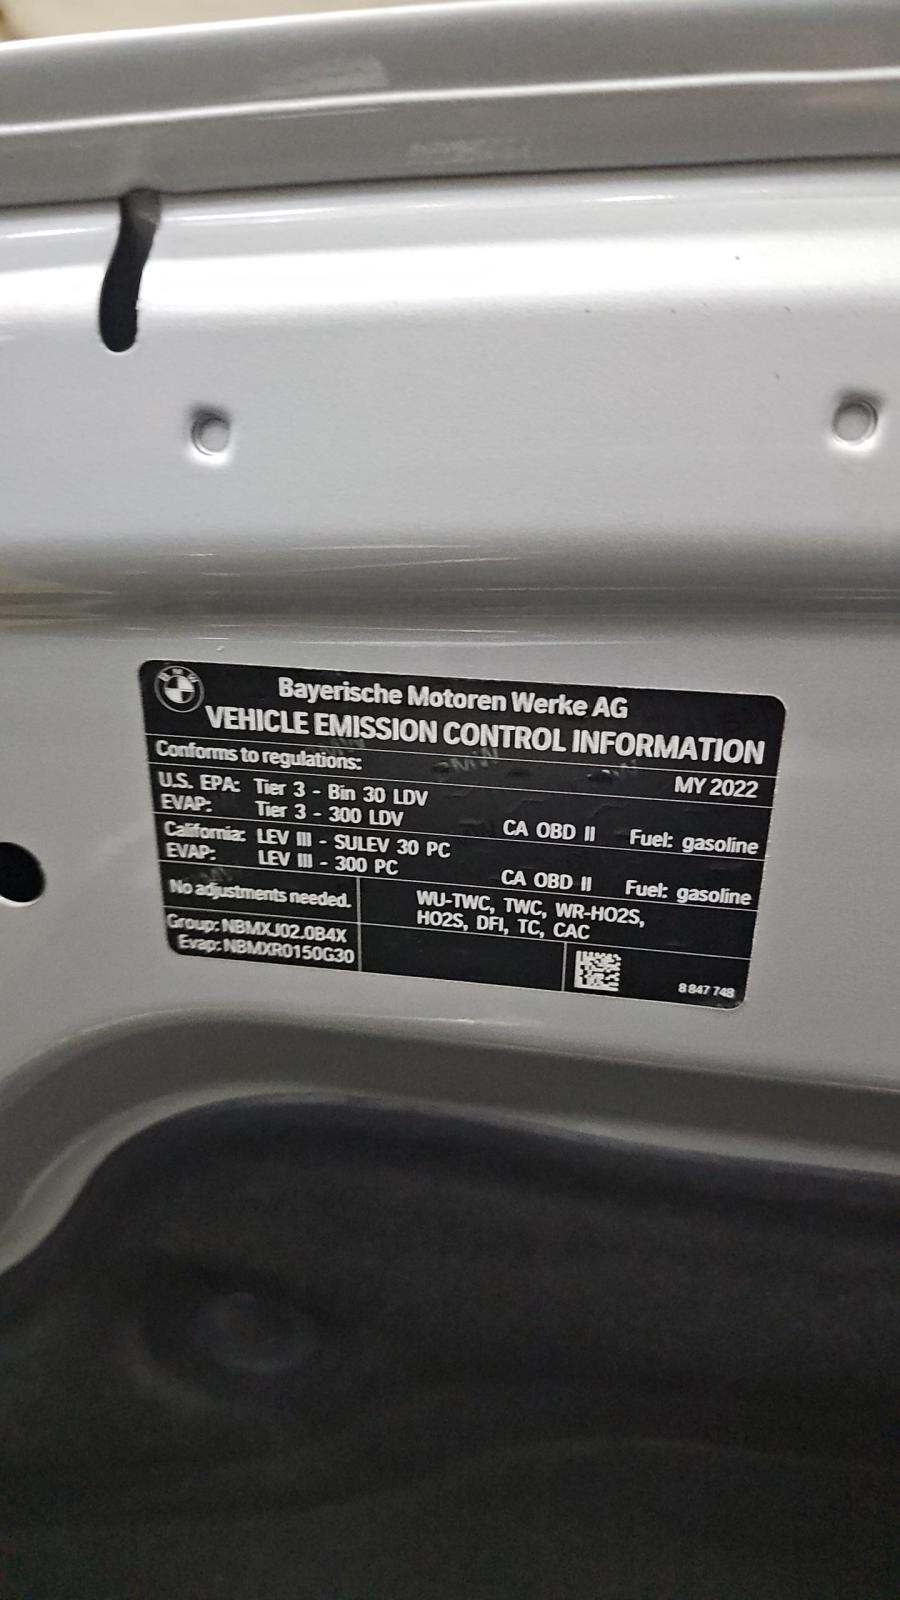 Bayerische Motoren Werke AG
VEHICLE EMISSION CONTROL INFORMATION
Conforms to regulations:
MY 2022
U.S. EPA: Tier 3 - Bin 30 LDV
EVAP: Tier 3 - 300 LDV CA OBD II Fuel: gasoline
California: LEV III - SULEV 30 PC
EVAP: LEV III - 300 PC CA OBD II Fuel: gasoline
No adjustments needed.
WU-TWC, TWC, WR-HO2S,
HO2S, DFI, TC, CAC
Group: NBMXJ02.0B4X
Evap: NBMXR0150G30
8 847 748